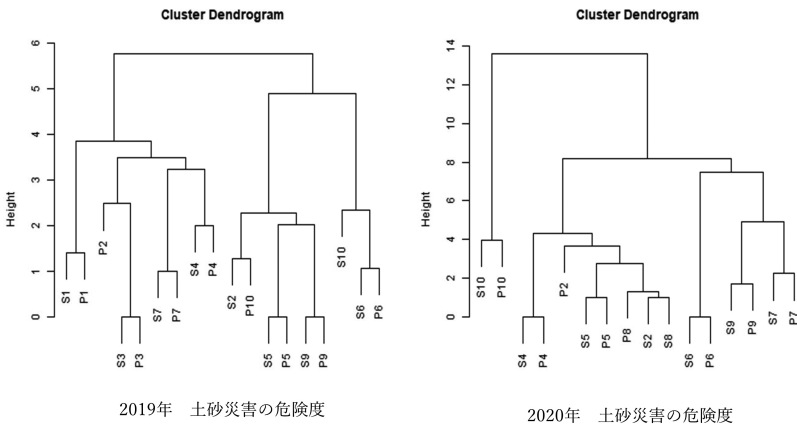 Cluster Dendrogram
Height
6
5
4
3
2
1
0
S1
P1
P2
S3
P3
S7
P7
S4
P4
S2
P10
S5
P5
S9
P9
S10
S6
P6
2019年　土砂災害の危険度
Cluster Dendrogram
Height
14
12
10
8
6
4
2
0
S10
P10
S4
P4
P2
S5
P5
P8
S2
S8
S6
P6
S9
P9
S7
P7
2020年　土砂災害の危険度